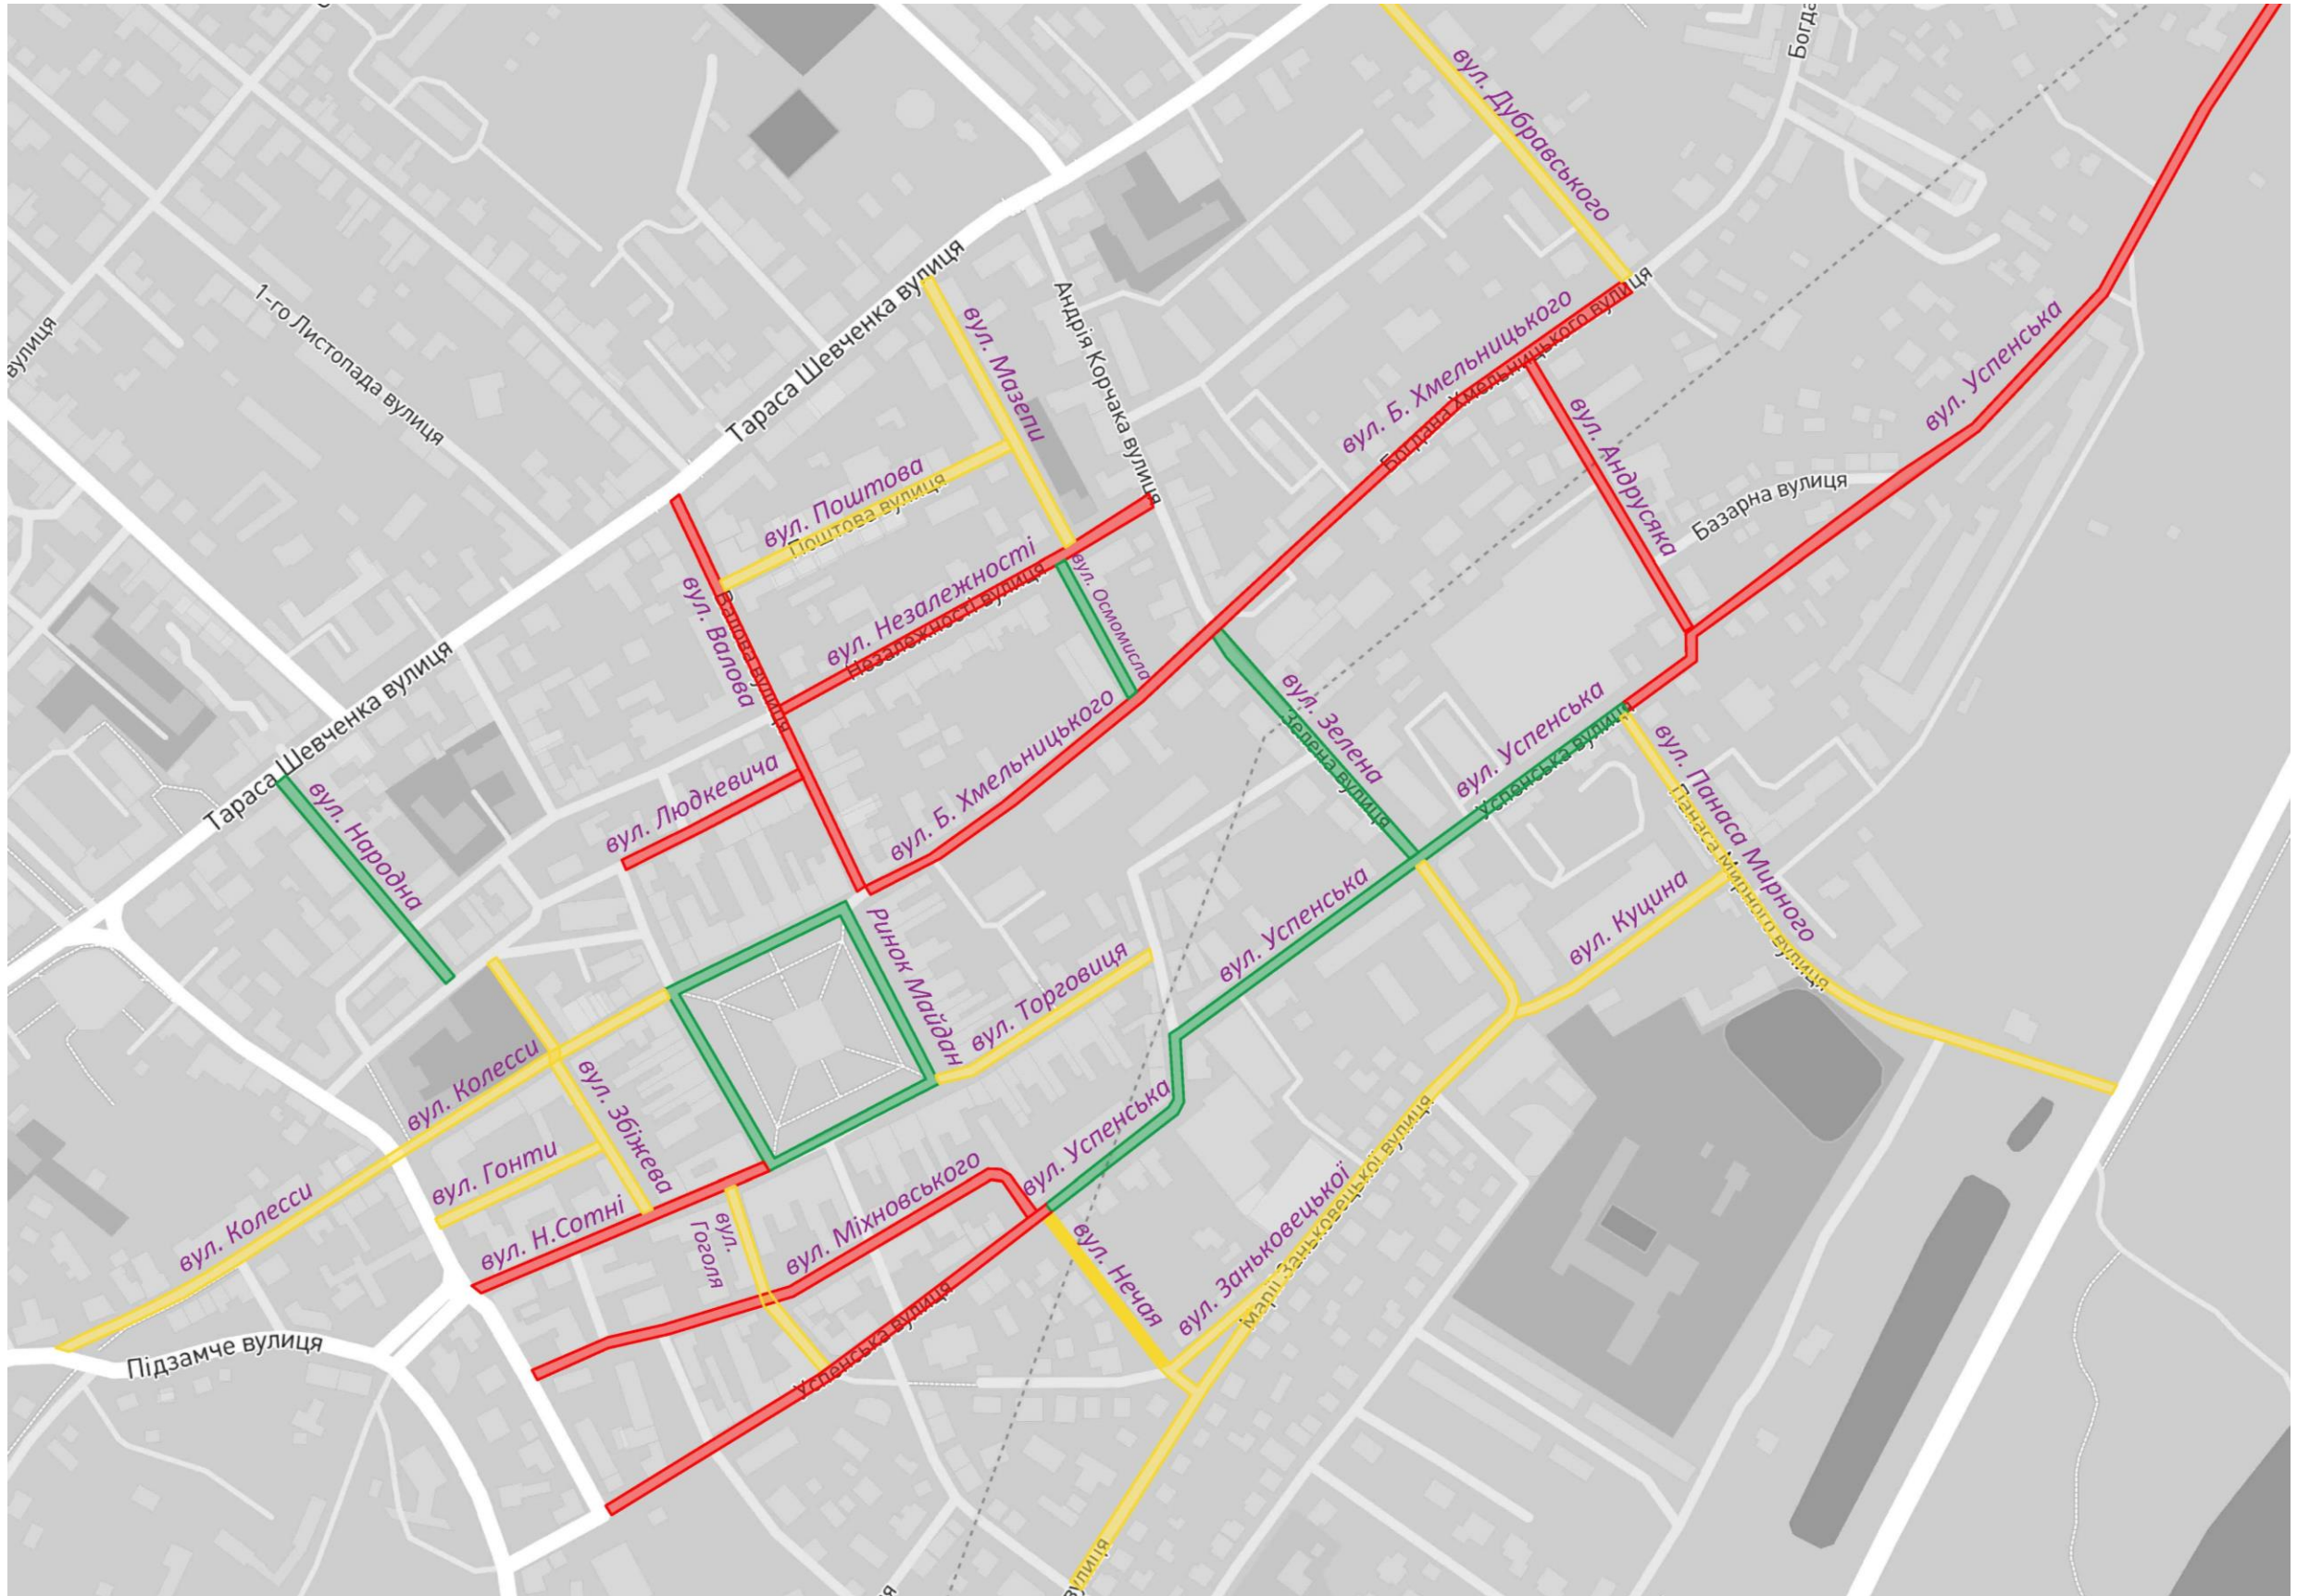 вул. Дубравського
Богда
вулиця
1-го Листопада вулиця
Тараса Шевченка вулиця
вул. Мазепи
Андрія Корчака вулиця
вул. Б. Хмельницького
Богдана Хмельницького вулиця
вул. Андрусяка
вул. Успенська
Базарна вулиця
вул. Поштова
Поштова вулиця
вул. Незалежності
Незалежності вулиця
вул. Осмомисла
вул. Валова
Валова вулиця
вул. Людкевича
вул. Б. Хмельницького
вул. Зелена
Зелена вулиця
вул. Успенська
Успенська вулиця
вул. Панаса Мирного
Панаса Мирного вулиця
Тараса Шевченка вулиця
вул. Народна
Ринок Майдан
вул. Торговиця
вул. Успенська
вул. Куцина
вул. Колесси
вул. Збіжева
вул. Гонти
вул. Колесси
вул. Н.Сотні
вул.
Гоголя
вул. Міхновського
вул. Успенська
вул. Нечая
вул. Заньковецької
Марії Заньковецької вулиця
Підзамче вулиця
Успенська вулиця
вулиця
я